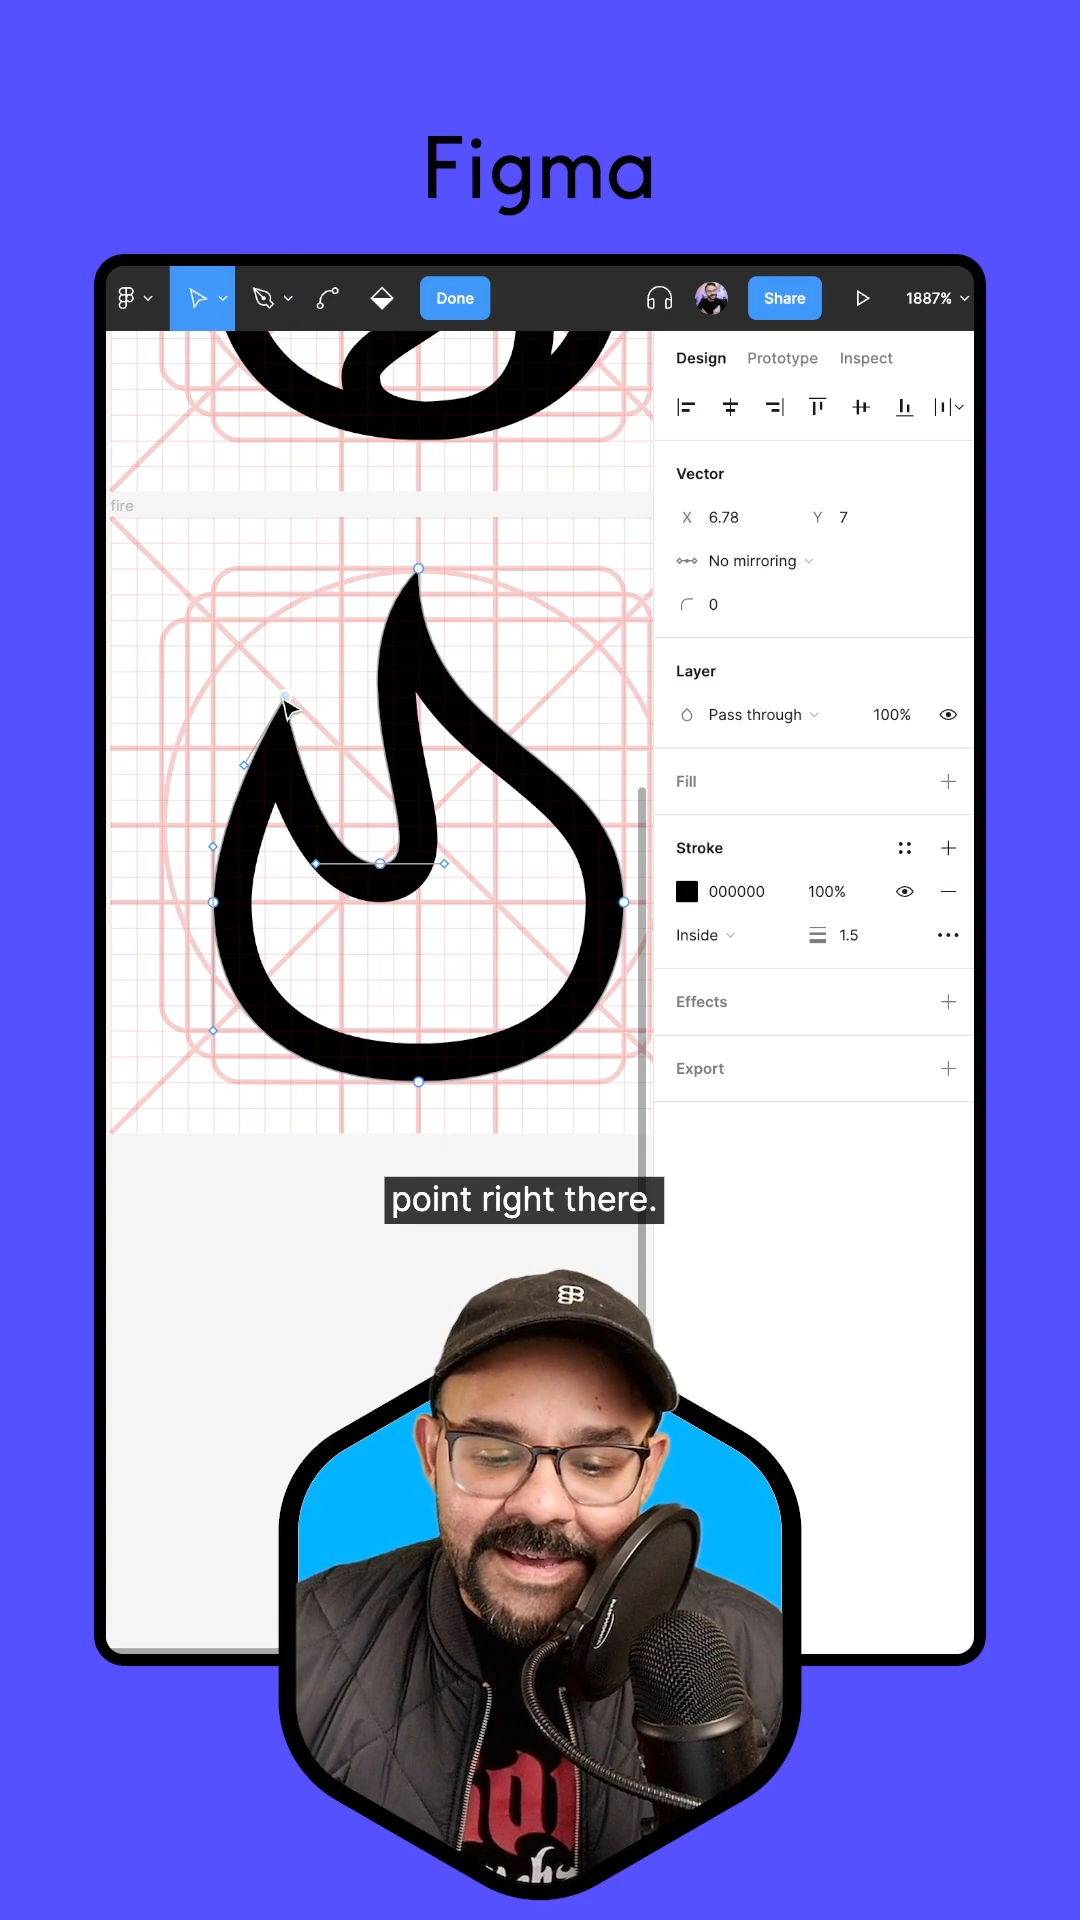 Figma
Done
Share
1887%
Design Prototype Inspect
Vector
X 6.78 Y 7
No mirroring
0
Layer
Pass through 100%
Fill
Stroke
000000 100%
Inside 1.5
Effects
Export
fire
point right there.